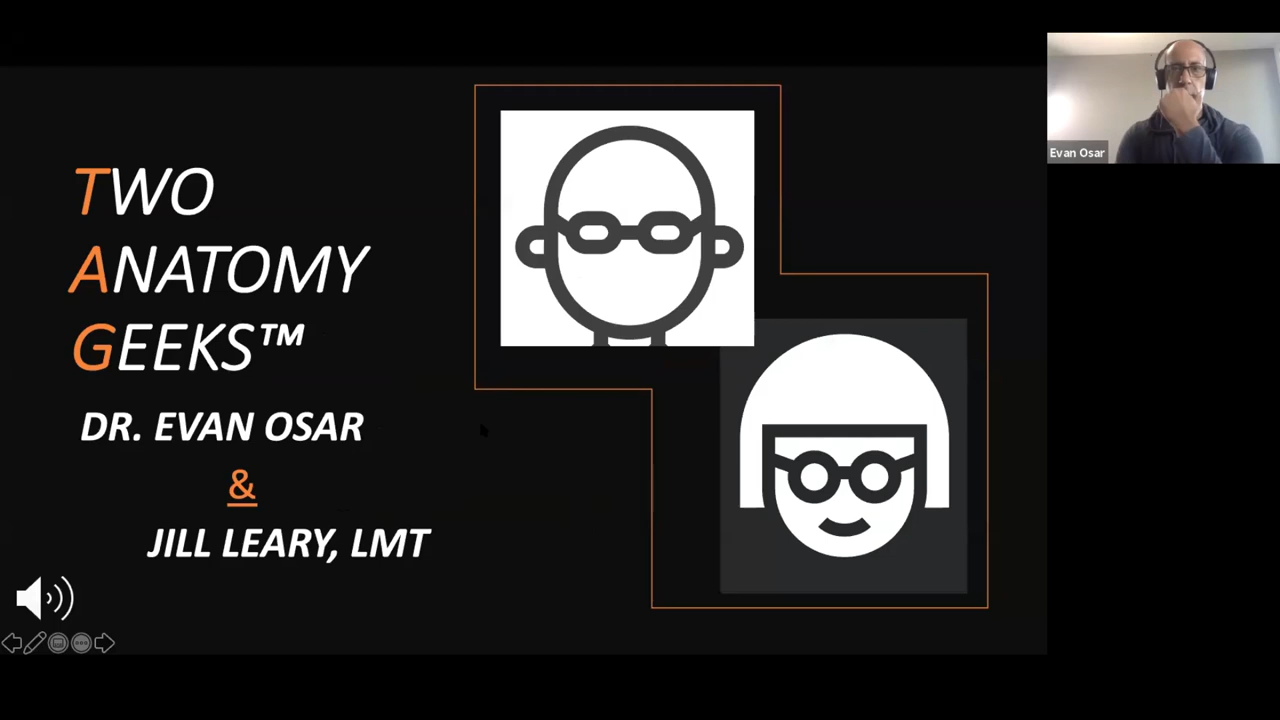 TWO
ANATOMY
GEEKS™
DR. EVAN OSAR
&
JILL LEARY, LMT
Evan Osar